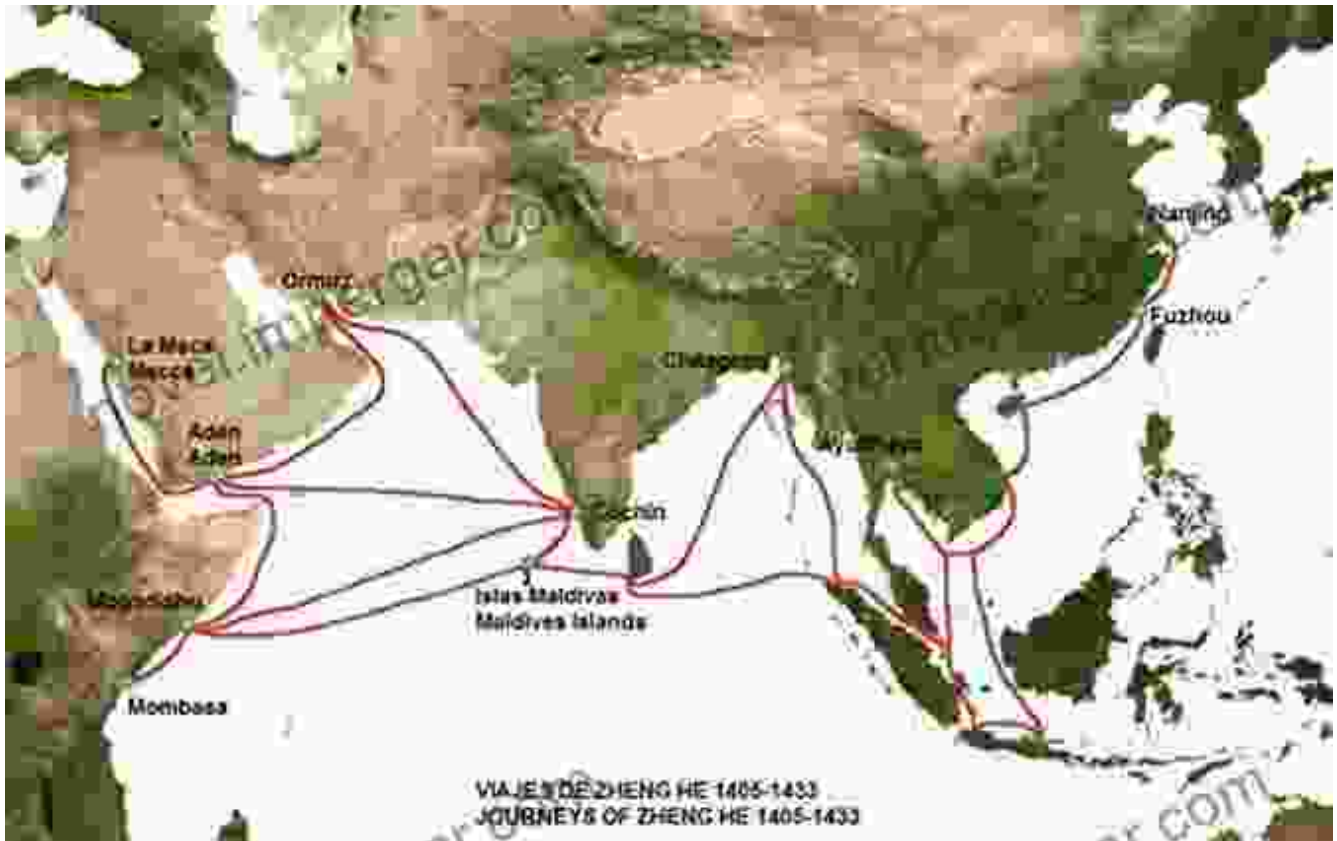 Nanjing
Ormuz
Fuzhou
La Meca
Mecca
Chittagong
Aden
Aden
Cochin
Islas Maldivas
Maldives Islands
Mogadishu
Mombasa
VIAJES DE ZHENG HE 1405-1433
JOURNEYS OF ZHENG HE 1405-1433